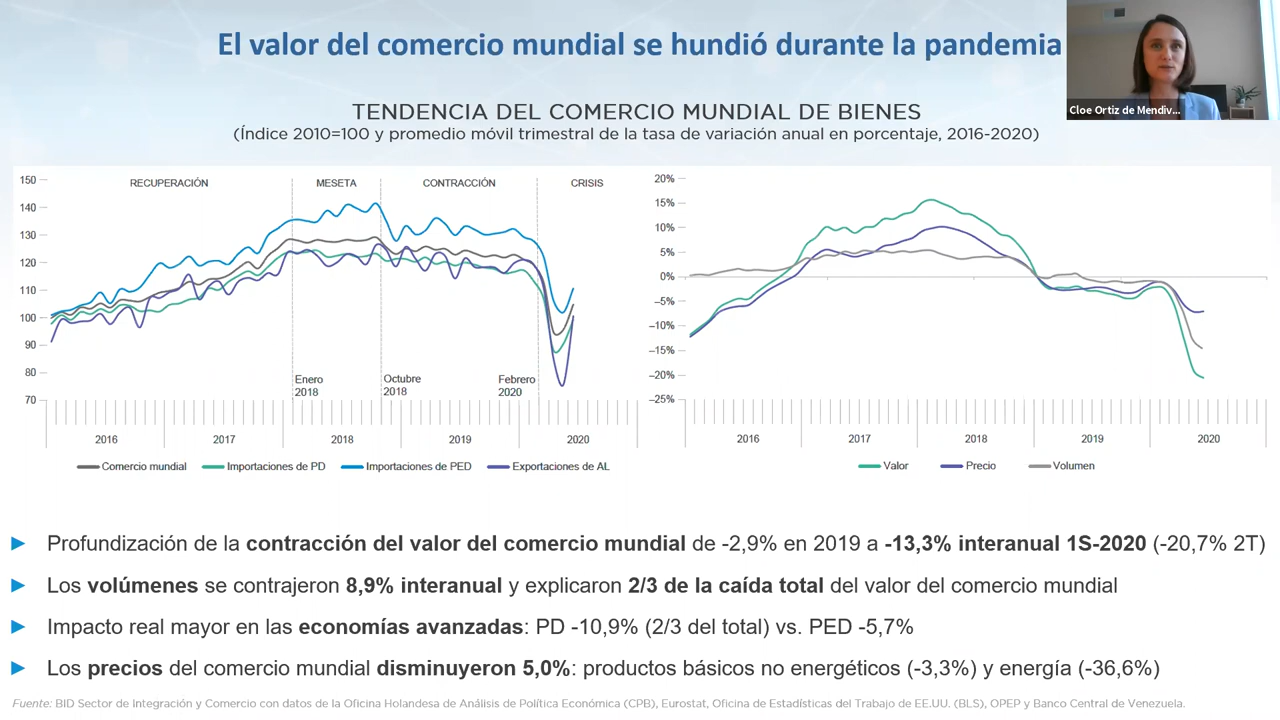 El valor del comercio mundial se hundió durante la pandemia
Cloe Ortiz de Mendiv...
TENDENCIA DEL COMERCIO MUNDIAL DE BIENES
(Índice 2010=100 y promedio móvil trimestral de la tasa de variación anual en porcentaje, 2016-2020)
150
140
130
120
110
100
90
80
70
RECUPERACIÓN
MESETA
CONTRACCIÓN
CRISIS
Enero
2018
Octubre
2018
Febrero
2020
2016
2017
2018
2019
2020
Comercio mundial
Importaciones de PD
Importaciones de PED
Exportaciones de AL
20%
15%
10%
5%
0%
−5%
−10%
−15%
−20%
−25%
2016
2017
2018
2019
2020
Valor
Precio
Volumen
Profundización de la contracción del valor del comercio mundial de -2,9% en 2019 a -13,3% interanual 1S-2020 (-20,7% 2T)
Los volúmenes se contrajeron 8,9% interanual y explicaron 2/3 de la caída total del valor del comercio mundial
Impacto real mayor en las economías avanzadas: PD -10,9% (2/3 del total) vs. PED -5,7%
Los precios del comercio mundial disminuyeron 5,0%: productos básicos no energéticos (-3,3%) y energía (-36,6%)
Fuente: BID Sector de Integración y Comercio con datos de la Oficina Holandesa de Análisis de Política Económica (CPB), Eurostat, Oficina de Estadísticas del Trabajo de EE.UU. (BLS), OPEP y Banco Central de Venezuela.